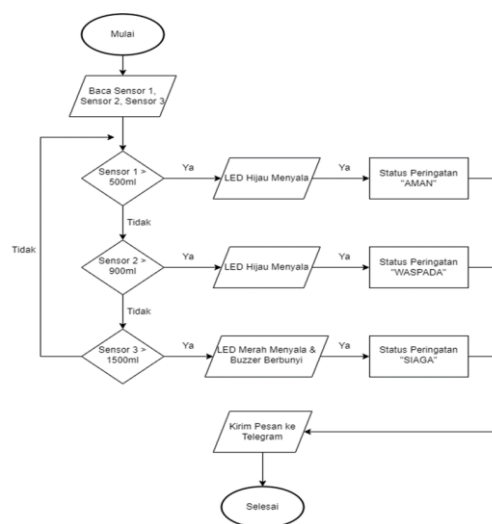 Mulai
Baca Sensor 1,
Sensor 2, Sensor 3
Sensor 1 >
500ml
Ya
LED Hijau Menyala
Ya
Status Peringatan
"AMAN"
Tidak
Tidak
Sensor 2 >
900ml
Ya
LED Hijau Menyala
Ya
Status Peringatan
"WASPADA"
Tidak
Sensor 3 >
1500ml
Ya
LED Merah Menyala &
Buzzer Berbunyi
Ya
Status Peringatan
"SIAGA"
Kirim Pesan ke
Telegram
Selesai